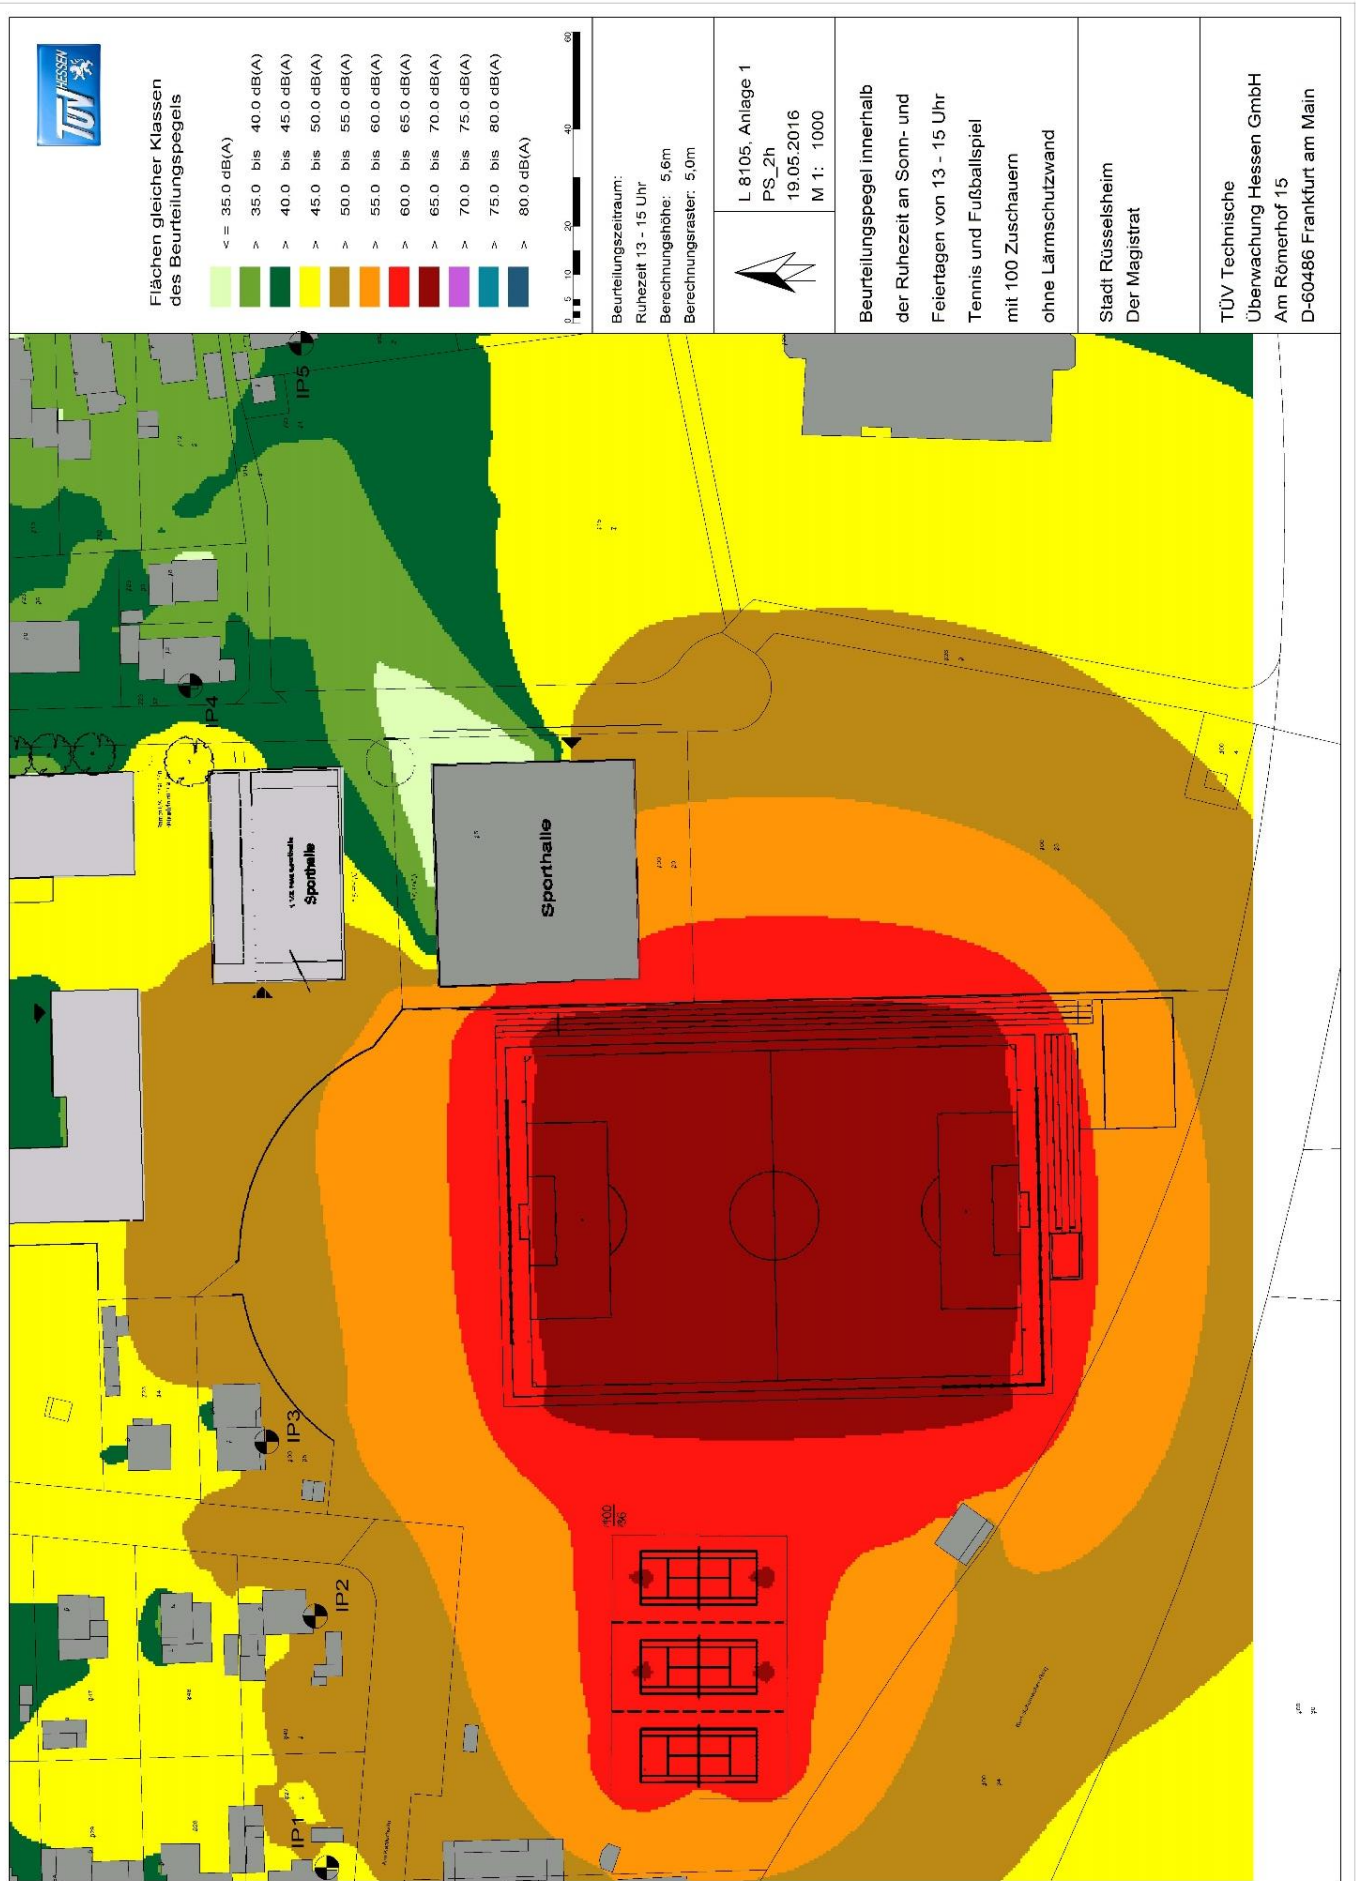 TÜV HESSEN
Flächen gleicher Klassen
des Beurteilungspegels
<= 35.0 dB(A)
> 35.0 bis 40.0 dB(A)
> 40.0 bis 45.0 dB(A)
> 45.0 bis 50.0 dB(A)
> 50.0 bis 55.0 dB(A)
> 55.0 bis 60.0 dB(A)
> 60.0 bis 65.0 dB(A)
> 65.0 bis 70.0 dB(A)
> 70.0 bis 75.0 dB(A)
> 75.0 bis 80.0 dB(A)
> 80.0 dB(A)
0 5 10 20 40 60
Beurteilungszeitraum:
Ruhezeit 13 - 15 Uhr
Berechnungshöhe: 5,6m
Berechnungsraster: 5,0m
L 8105, Anlage 1
PS_2h
19.05.2016
M 1: 1000
Beurteilungspegel innerhalb
der Ruhezeit an Sonn- und
Feiertagen von 13 - 15 Uhr
Tennis und Fußballspiel
mit 100 Zuschauern
ohne Lärmschutzwand
Stadt Rüsselsheim
Der Magistrat
TÜV Technische
Überwachung Hessen GmbH
Am Römerhof 15
D-60486 Frankfurt am Main
IP1
IP2
IP3
IP4
IP5
Sporthalle
Sporthalle